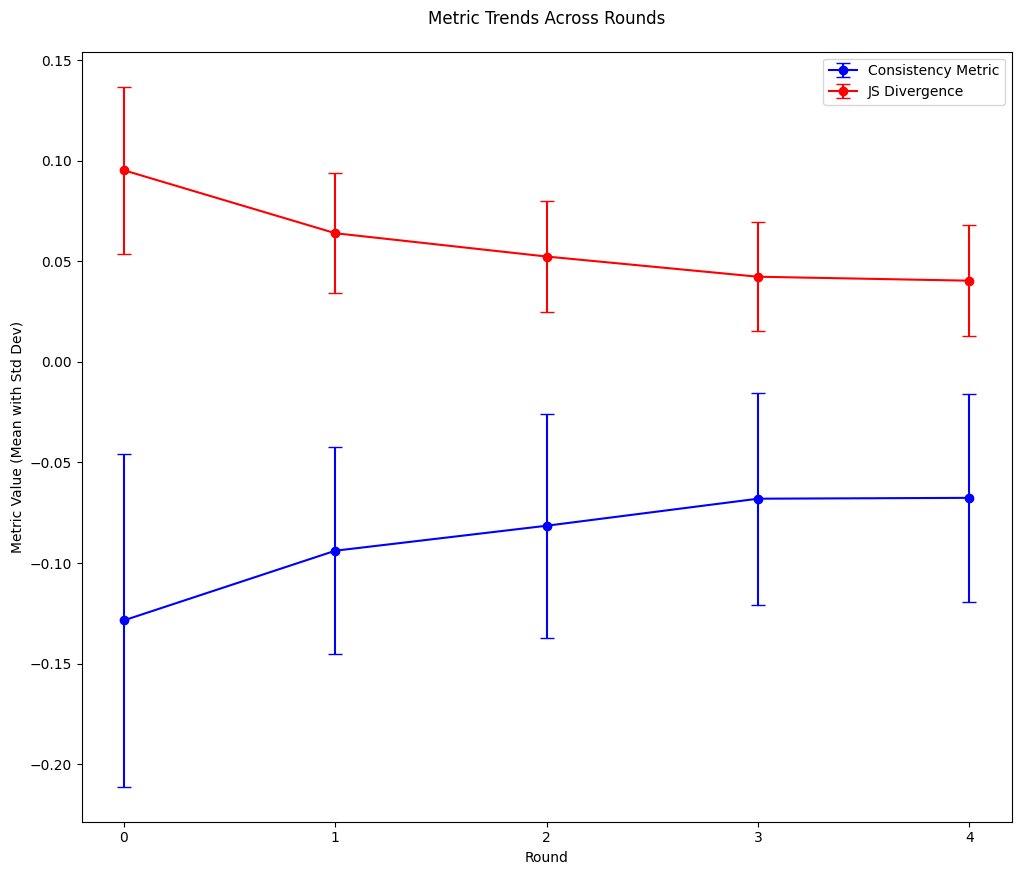 Metric Trends Across Rounds
Consistency Metric
JS Divergence
Metric Value (Mean with Std Dev)
0.15
0.10
0.05
0.00
−0.05
−0.10
−0.15
−0.20
0 1 2 3 4
Round